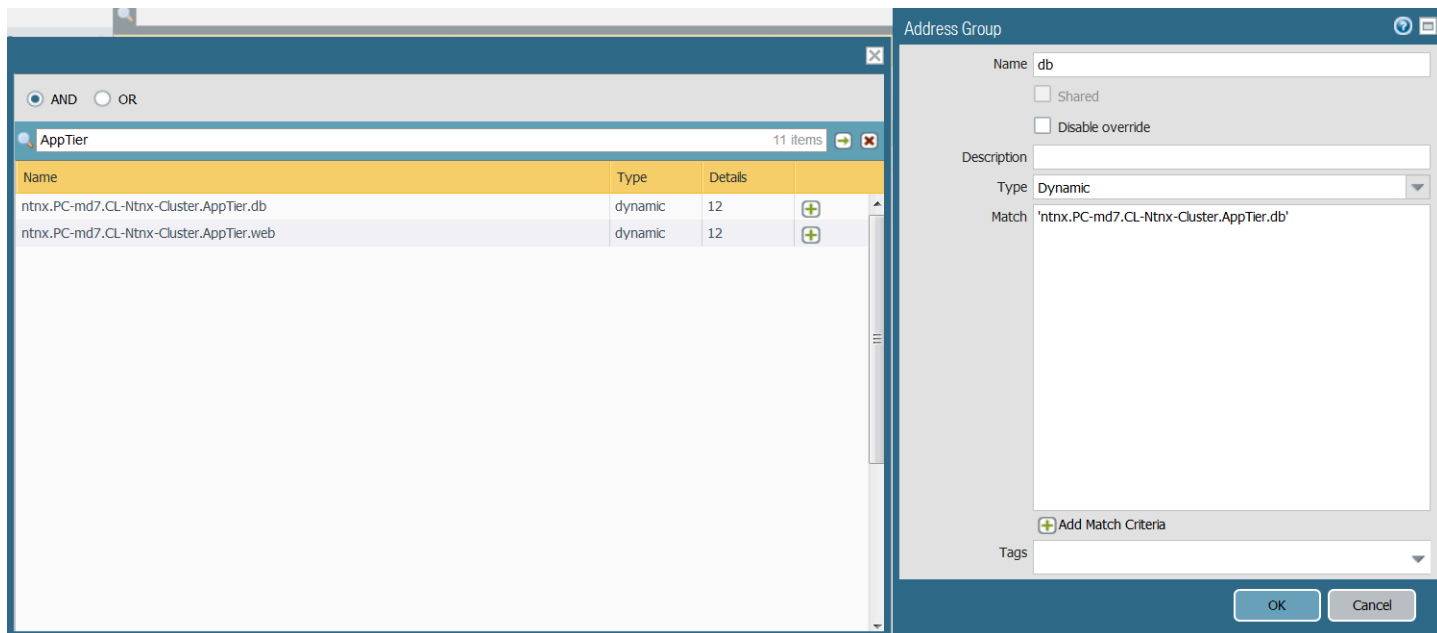 AND OR
AppTier 11 items
Name Type Details
ntnx.PC-md7.CL-Ntnx-Cluster.AppTier.db dynamic 12
ntnx.PC-md7.CL-Ntnx-Cluster.AppTier.web dynamic 12
Address Group
Name db
Shared
Disable override
Description
Type Dynamic
Match 'ntnx.PC-md7.CL-Ntnx-Cluster.AppTier.db'
Add Match Criteria
Tags
OK Cancel